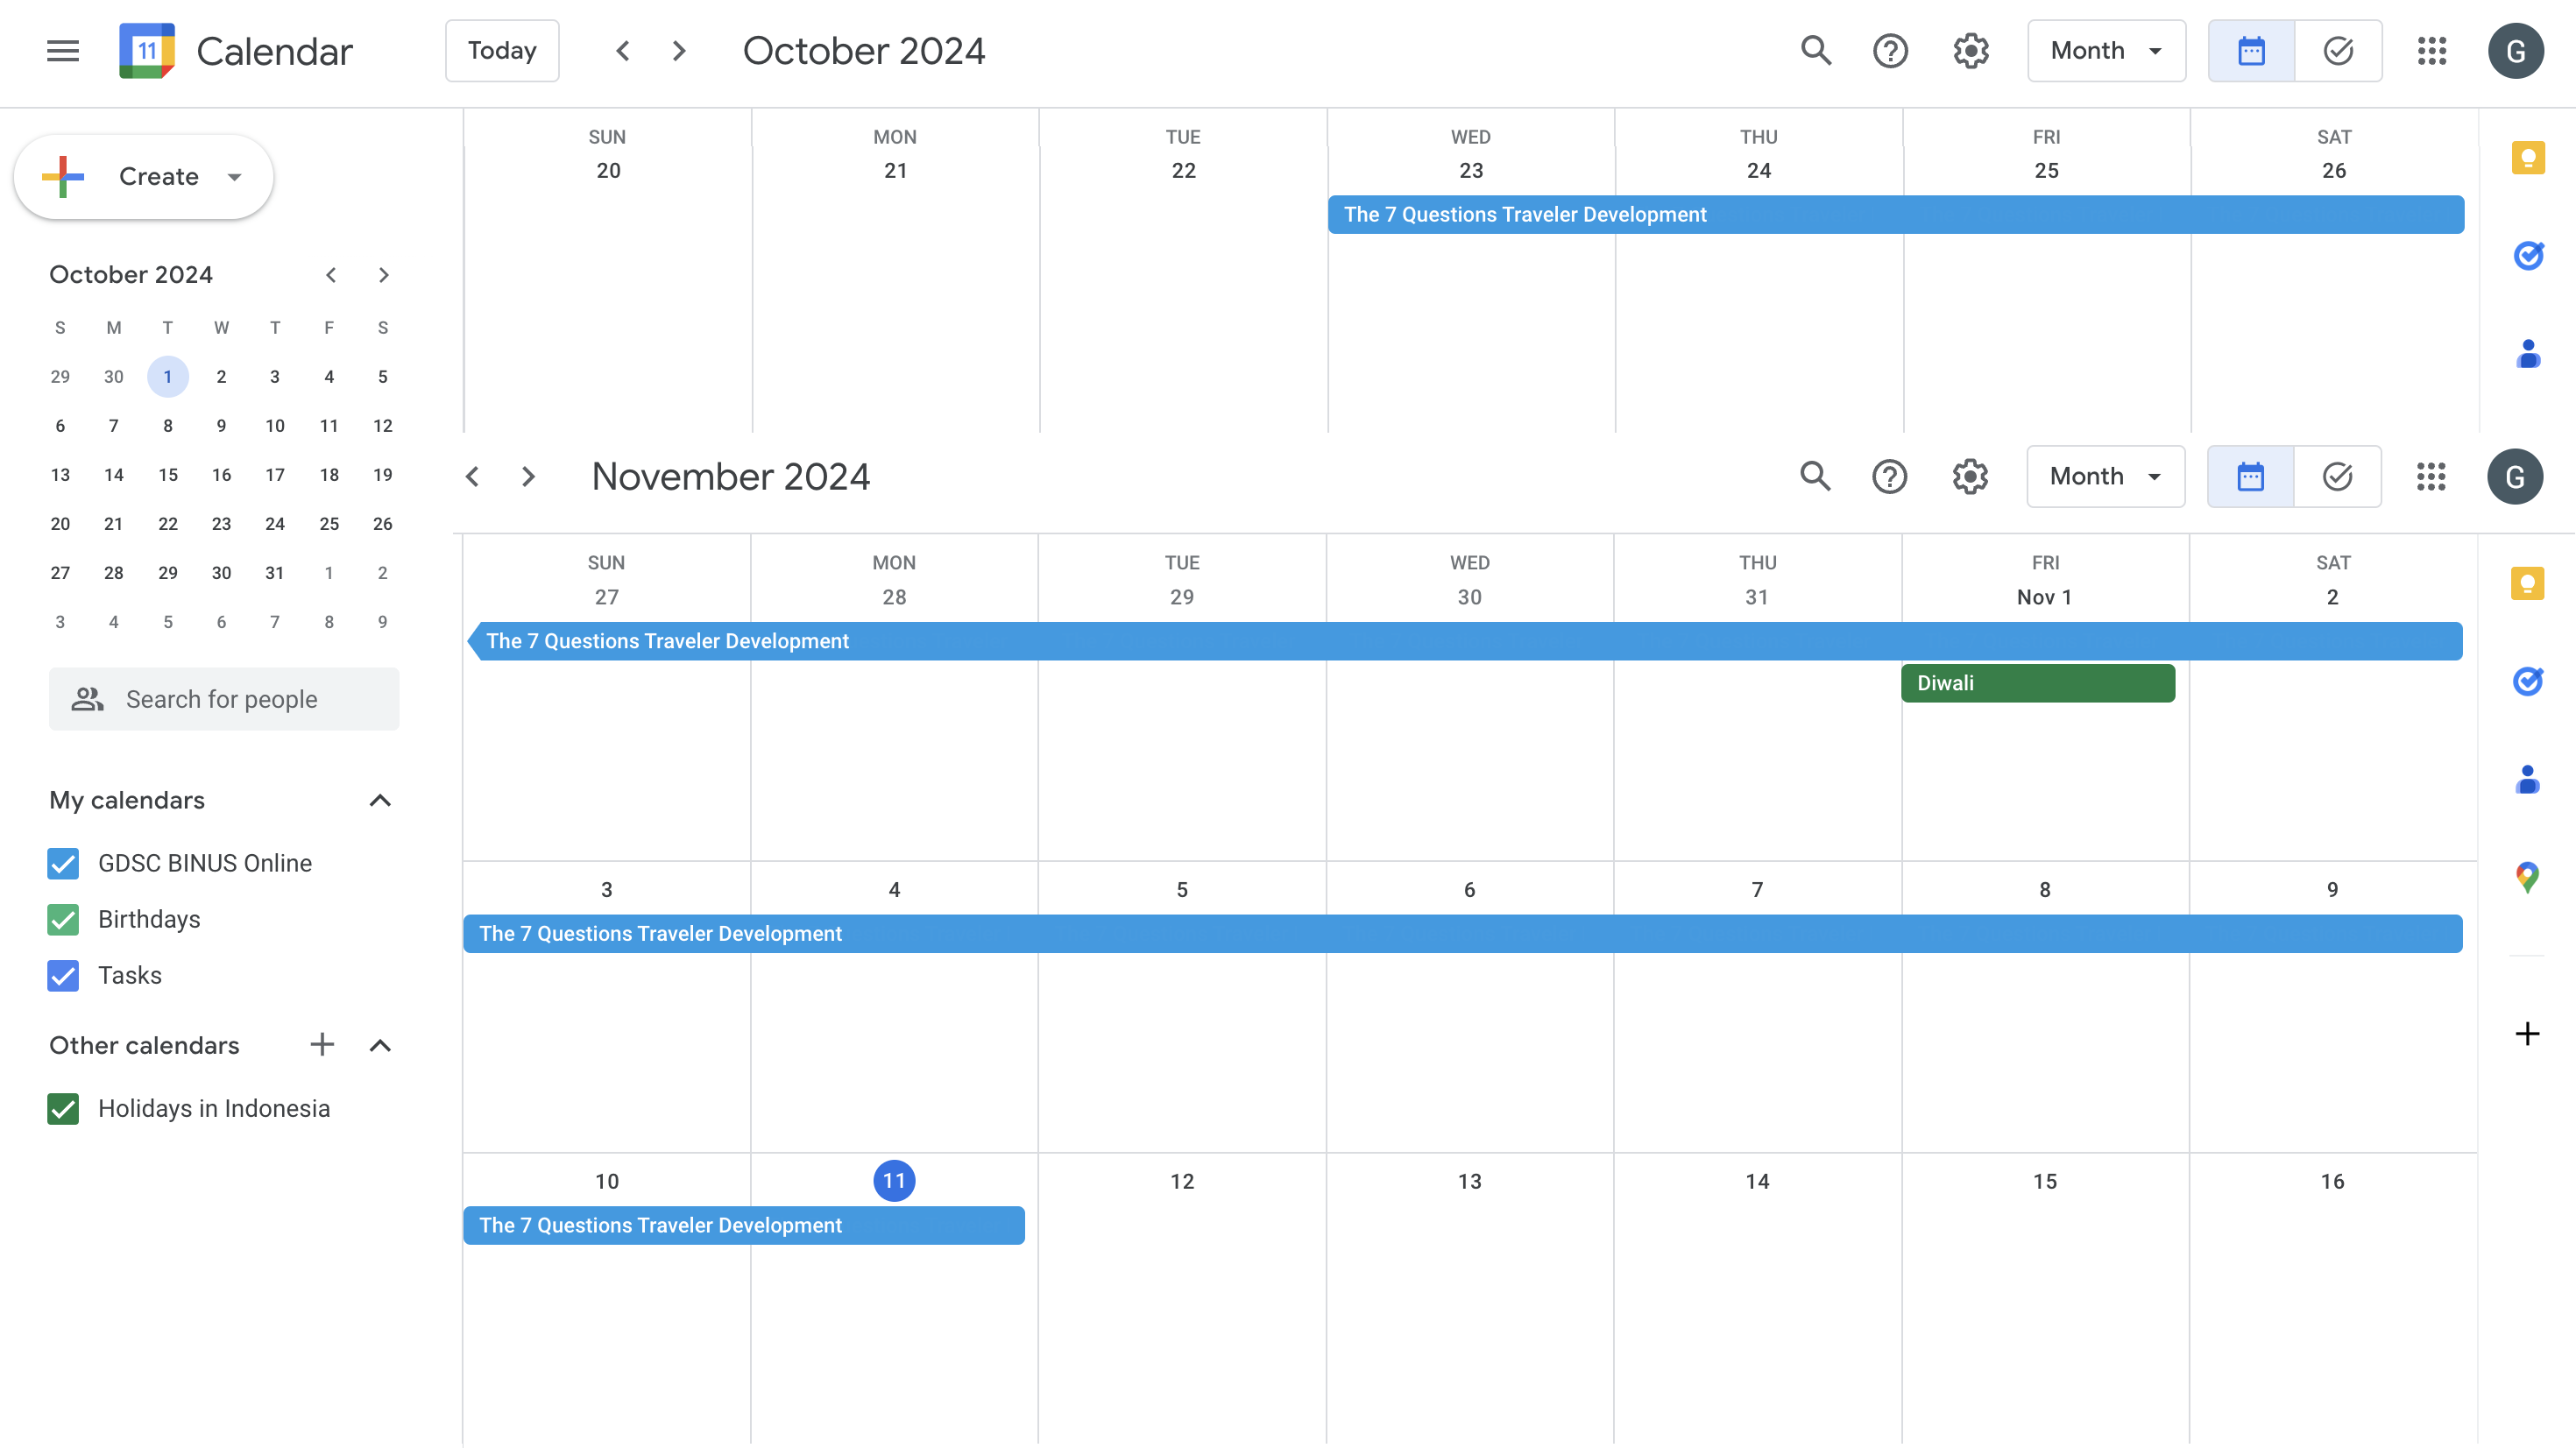 11 Calendar Today October 2024 Month G
Create
October 2024
S M T W T F S
29 30 1 2 3 4 5
6 7 8 9 10 11 12
13 14 15 16 17 18 19
20 21 22 23 24 25 26
27 28 29 30 31 1 2
3 4 5 6 7 8 9
Search for people
My calendars
GDSC BINUS Online
Birthdays
Tasks
Other calendars
Holidays in Indonesia
SUN MON TUE WED THU FRI SAT
20 21 22 23 24 25 26
The 7 Questions Traveler Development
November 2024 Month G
SUN MON TUE WED THU FRI SAT
27 28 29 30 31 Nov 1 2
The 7 Questions Traveler Development
Diwali
3 4 5 6 7 8 9
The 7 Questions Traveler Development
10 11 12 13 14 15 16
The 7 Questions Traveler Development